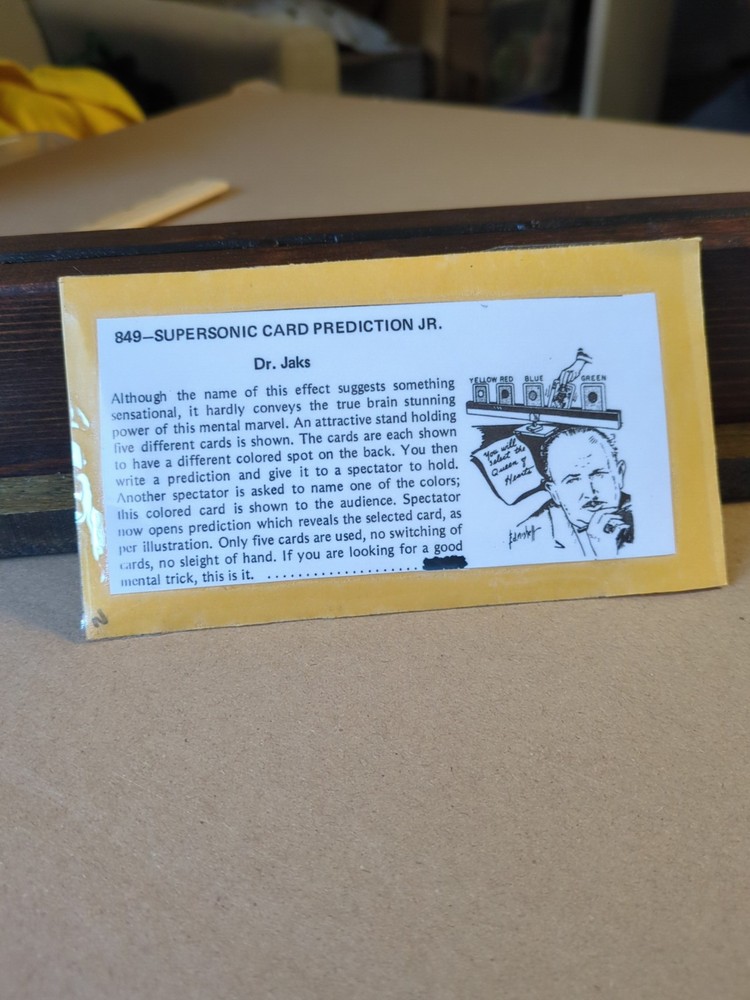 849—SUPERSONIC CARD PREDICTION JR.
Dr. Jaks
Although the name of this effect suggests something
sensational, it hardly conveys the true brain stunning
power of this mental marvel. An attractive stand holding
five different cards is shown. The cards are each shown
to have a different colored spot on the back. You then
write a prediction and give it to a spectator to hold.
Another spectator is asked to name one of the colors;
this colored card is shown to the audience. Spectator
now opens prediction which reveals the selected card, as
per illustration. Only five cards are used, no switching of
cards, no sleight of hand. If you are looking for a good
mental trick, this is it. ....................
YELLOW RED BLUE GREEN
You will
Select the
Queen of
Hearts